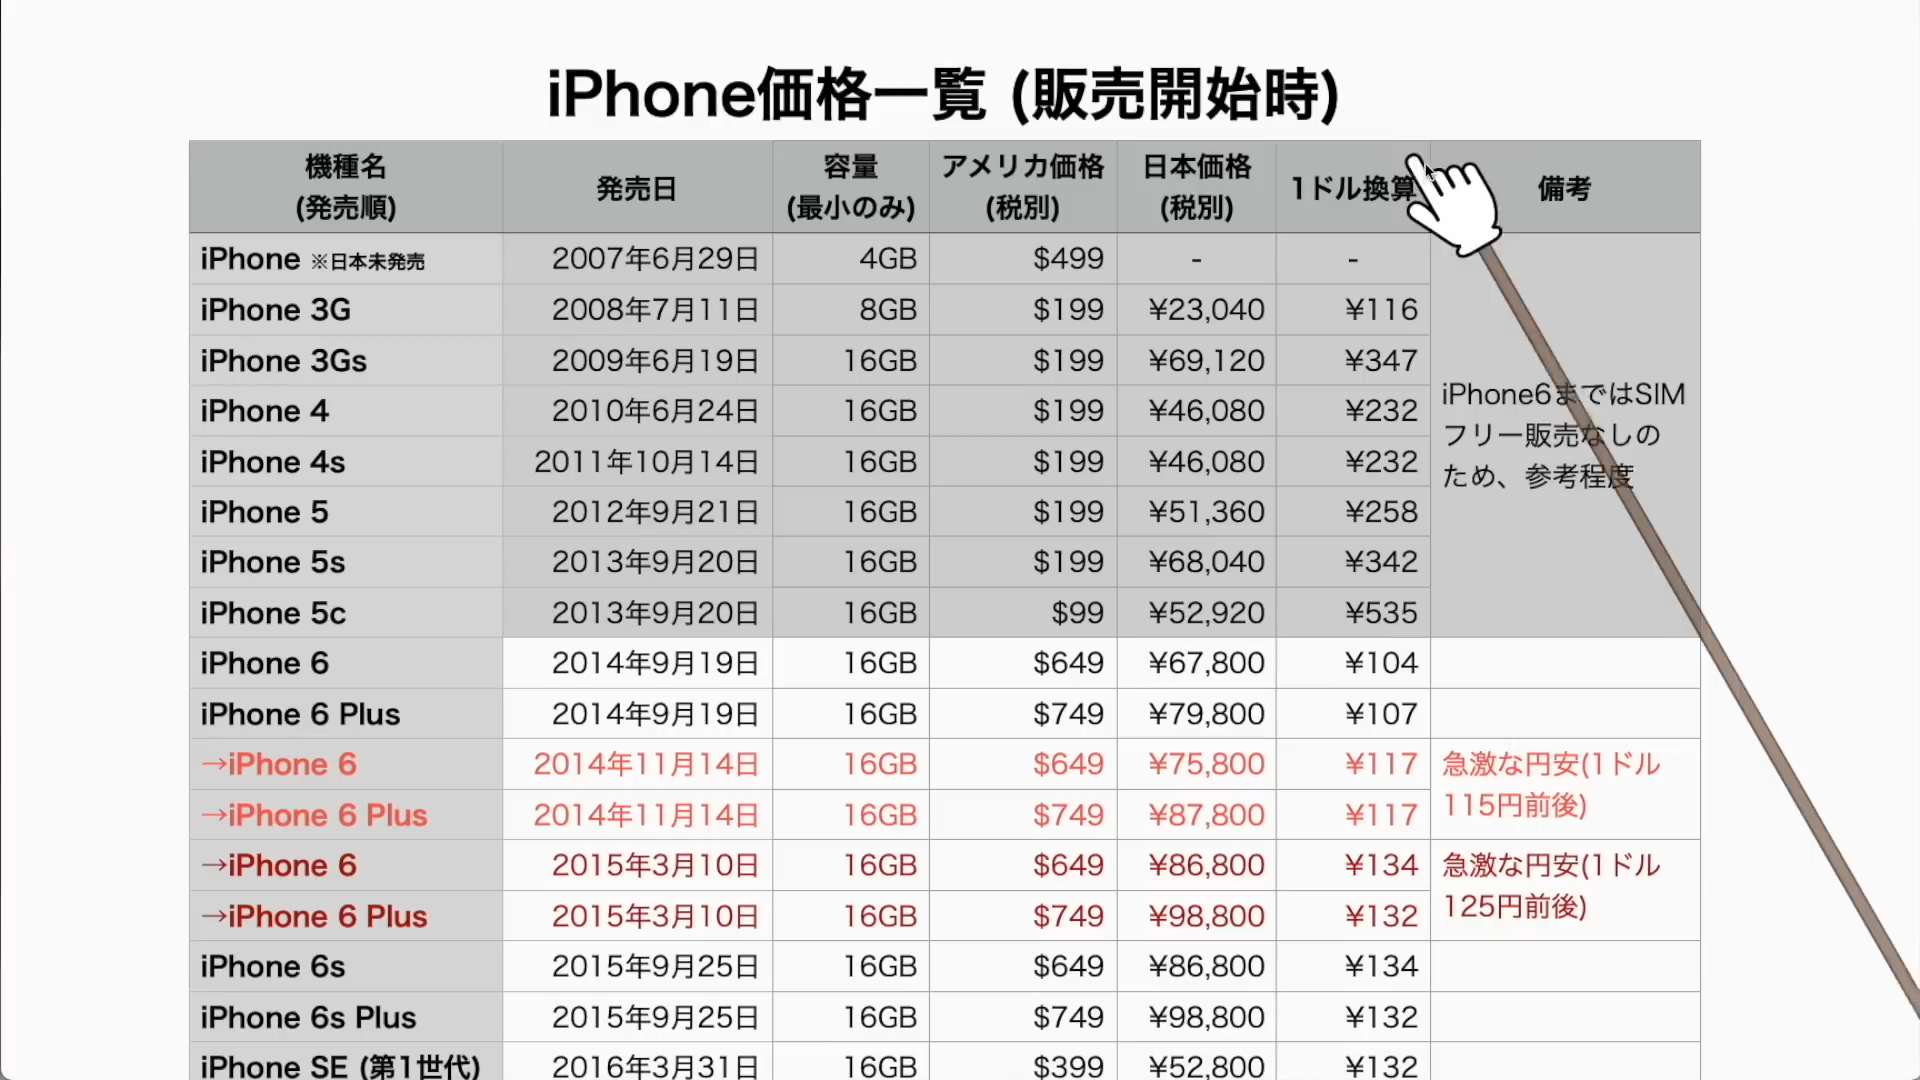 iPhone価格一覧 (販売開始時)
機種名
(発売順)
発売日
容量
(最小のみ)
アメリカ価格
(税別)
日本価格
(税別)
1ドル換算
備考
iPhone ※日本未発売 2007年6月29日 4GB $499 - -
iPhone 3G 2008年7月11日 8GB $199 ¥23,040 ¥116
iPhone 3Gs 2009年6月19日 16GB $199 ¥69,120 ¥347
iPhone 4 2010年6月24日 16GB $199 ¥46,080 ¥232
iPhone 4s 2011年10月14日 16GB $199 ¥46,080 ¥232
iPhone 5 2012年9月21日 16GB $199 ¥51,360 ¥258
iPhone 5s 2013年9月20日 16GB $199 ¥68,040 ¥342
iPhone 5c 2013年9月20日 16GB $99 ¥52,920 ¥535
iPhone6まではSIM
フリー販売なしの
ため、参考程度
iPhone 6 2014年9月19日 16GB $649 ¥67,800 ¥104
iPhone 6 Plus 2014年9月19日 16GB $749 ¥79,800 ¥107
→iPhone 6 2014年11月14日 16GB $649 ¥75,800 ¥117
→iPhone 6 Plus 2014年11月14日 16GB $749 ¥87,800 ¥117
急激な円安(1ドル
115円前後)
→iPhone 6 2015年3月10日 16GB $649 ¥86,800 ¥134
→iPhone 6 Plus 2015年3月10日 16GB $749 ¥98,800 ¥132
急激な円安(1ドル
125円前後)
iPhone 6s 2015年9月25日 16GB $649 ¥86,800 ¥134
iPhone 6s Plus 2015年9月25日 16GB $749 ¥98,800 ¥132
iPhone SE (第1世代) 2016年3月31日 16GB $399 ¥52,800 ¥132